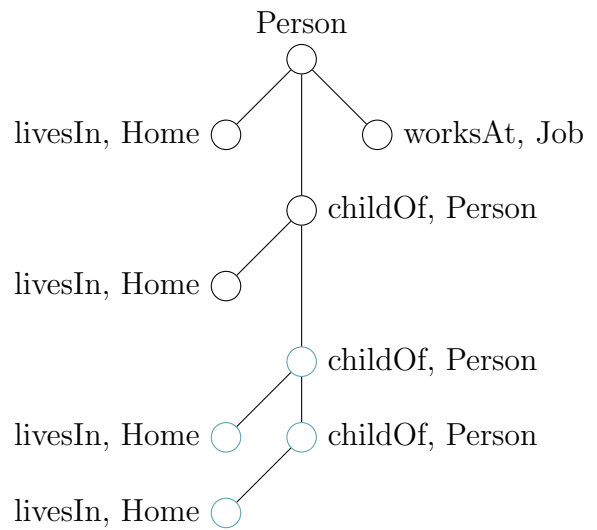 Person
livesIn, Home
worksAt, Job
childOf, Person
livesIn, Home
childOf, Person
livesIn, Home
childOf, Person
livesIn, Home